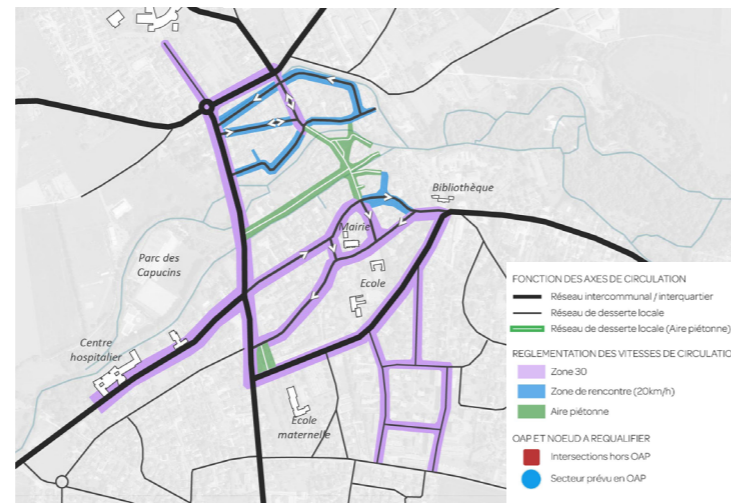 Bibliothèque
Mairie
Parc des
Capucins
Ecole
Centre
hospitalier
Ecole
maternelle
FONCTION DES AXES DE CIRCULATION
Réseau intercommunal / interquartier
Réseau de desserte locale
Réseau de desserte locale (Aire piétonne)
REGLEMENTATION DES VITESSES DE CIRCULATIO
Zone 30
Zone de rencontre (20km/h)
Aire piétonne
OAP ET NOEUD A REQUALIFIER
Intersections hors OAP
Secteur prévu en OAP